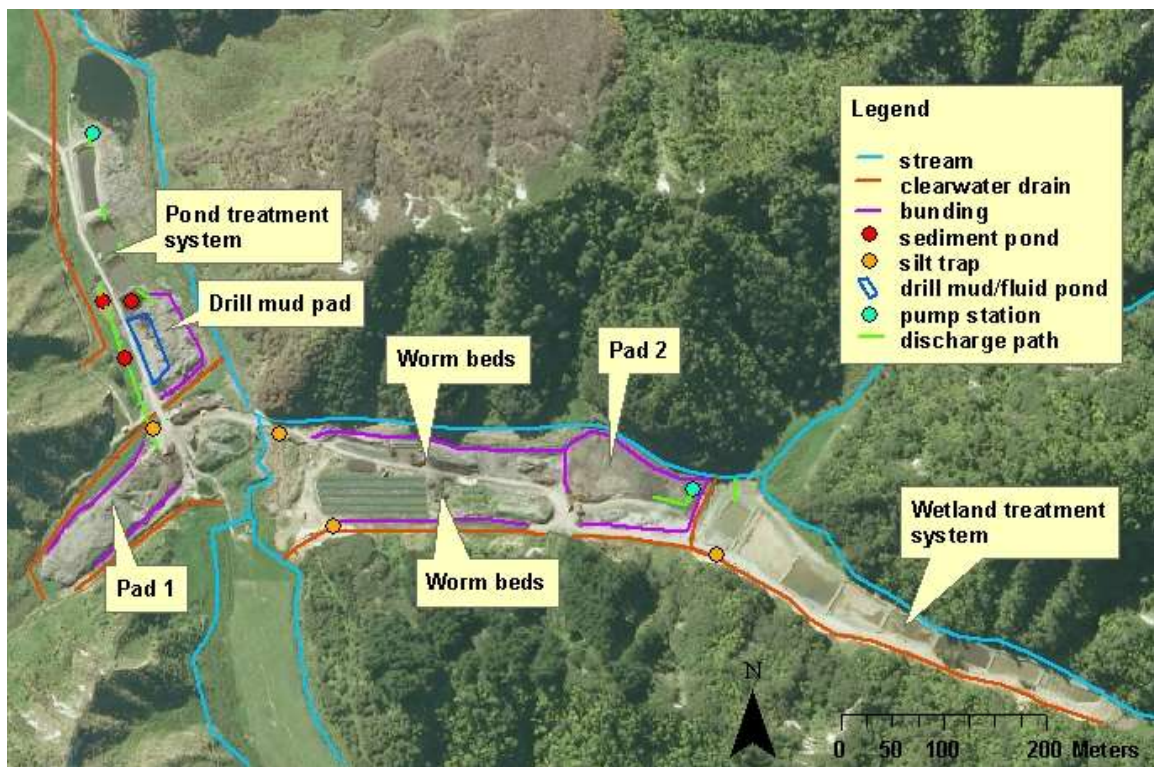 Legend
stream
clearwater drain
bunding
sediment pond
silt trap
drill mud/fluid pond
pump station
discharge path
Pond treatment
system
Drill mud pad
Worm beds
Pad 2
Wetland treatment
system
Pad 1
Worm beds
N
0 50 100 200 Meters